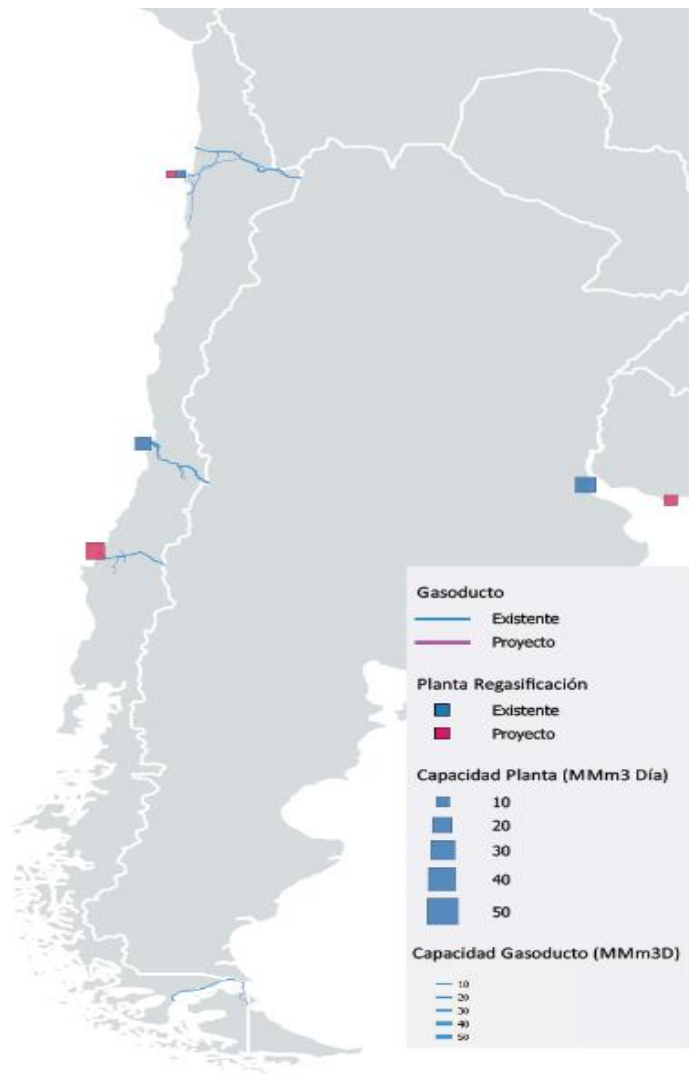 Gasoducto
Existente
Proyecto
Planta Regasificación
Existente
Proyecto
Capacidad Planta (MMm3 Día)
10
20
30
40
50
Capacidad Gasoducto (MMm3D)
10
20
30
40
50